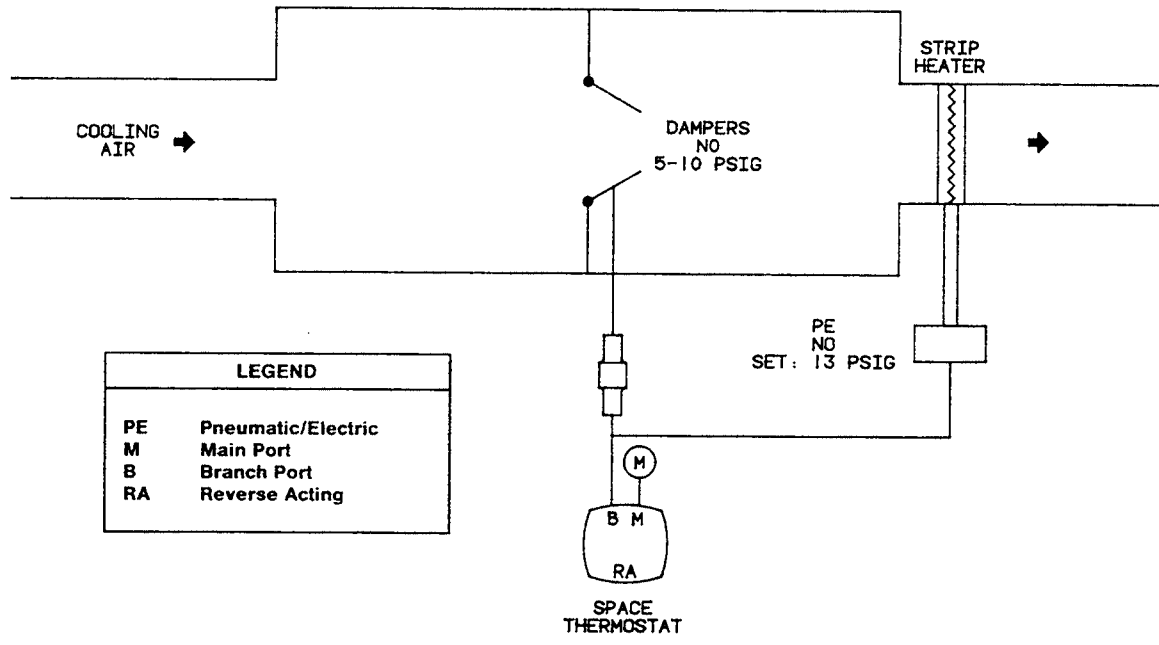 STRIP
HEATER
COOLING
AIR
DAMPERS
NO
5-10 PSIG
PE
NO
SET: 13 PSIG
LEGEND
PE Pneumatic/Electric
M Main Port
B Branch Port
RA Reverse Acting
M
B M
RA
SPACE
THERMOSTAT